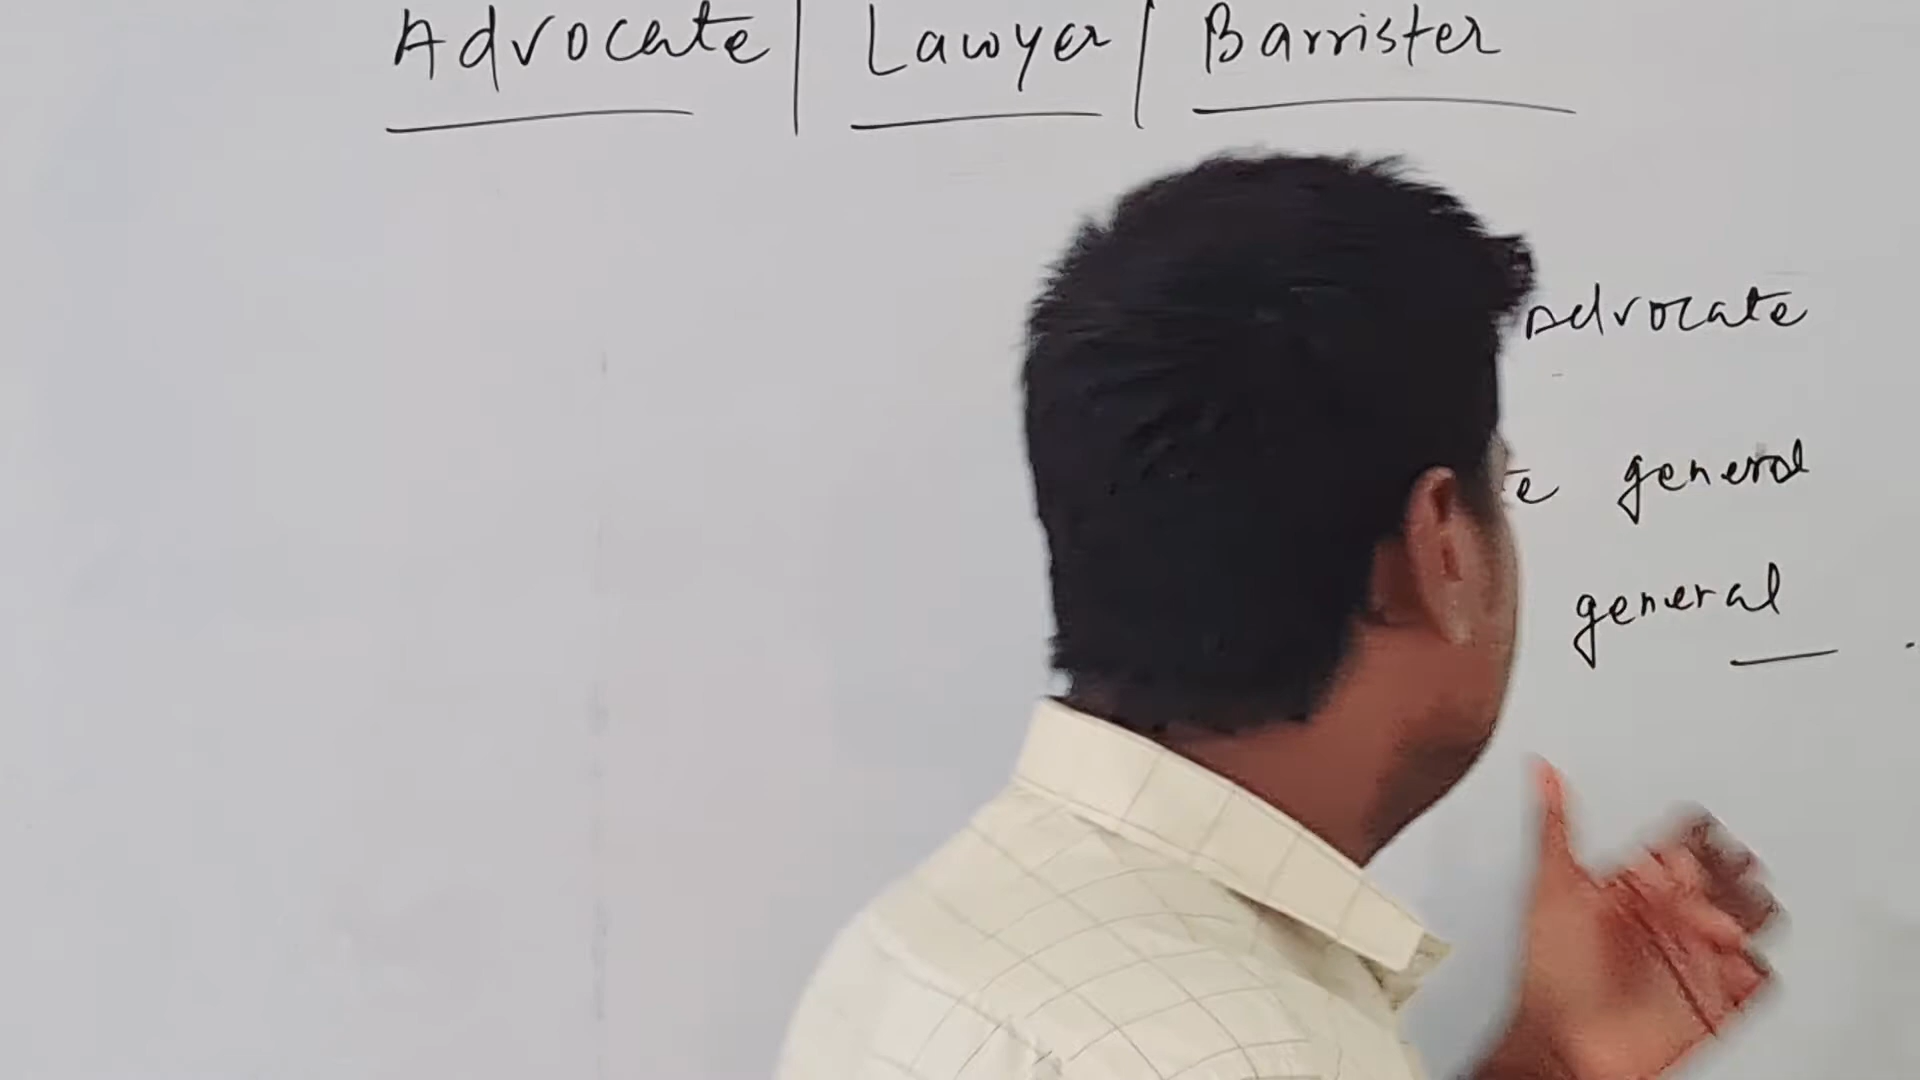 Advocate | Lawyer | Barrister
Advocate
general
general